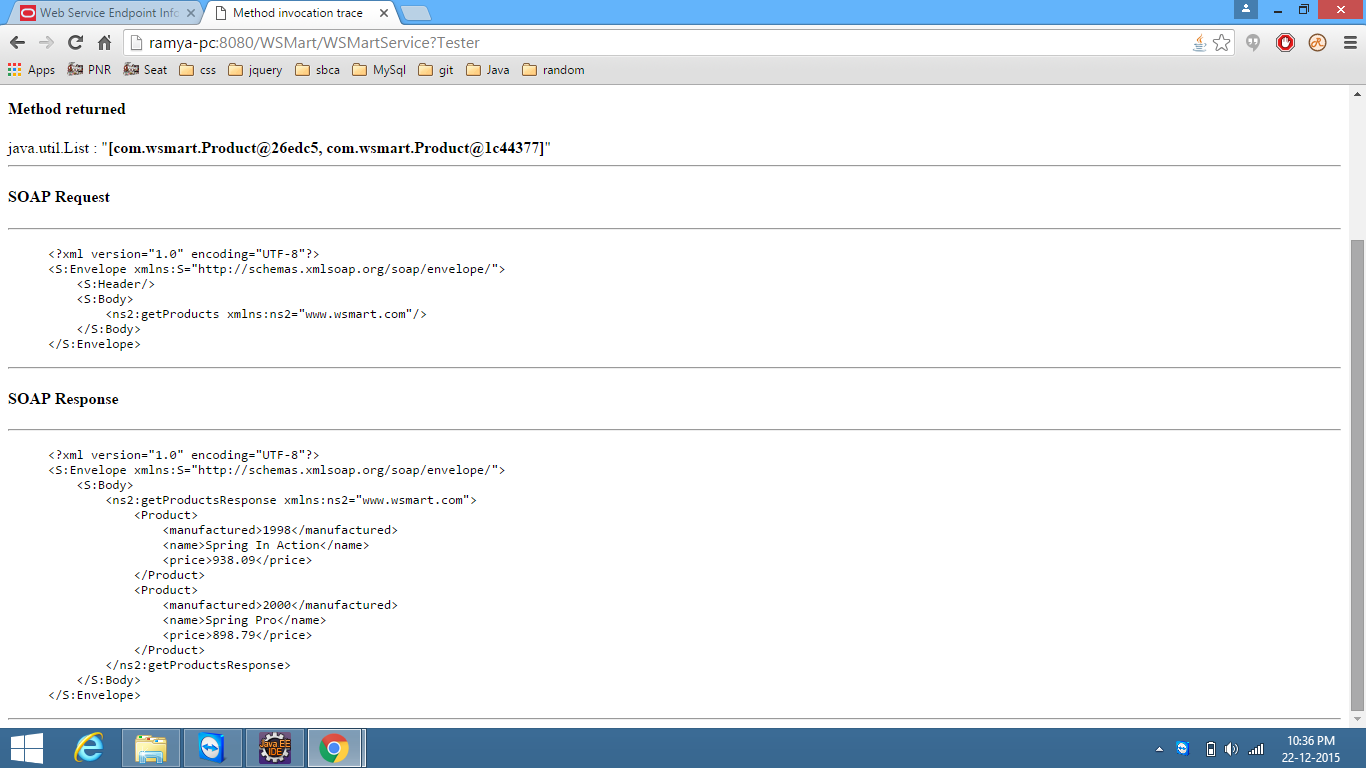 Web Service Endpoint Info
Method invocation trace
ramya-pc:8080/WSMart/WSMartService?Tester
Apps PNR Seat css jquery sbca MySql git Java random
Method returned
java.util.List : "[com.wsmart.Product@26edc5, com.wsmart.Product@1c44377]"
SOAP Request
<?xml version="1.0" encoding="UTF-8"?>
<S:Envelope xmlns:S="http://schemas.xmlsoap.org/soap/envelope/">
<S:Header/>
<S:Body>
<ns2:getProducts xmlns:ns2="www.wsmart.com"/>
</S:Body>
</S:Envelope>
SOAP Response
<?xml version="1.0" encoding="UTF-8"?>
<S:Envelope xmlns:S="http://schemas.xmlsoap.org/soap/envelope/">
<S:Body>
<ns2:getProductsResponse xmlns:ns2="www.wsmart.com">
<Product>
<manufactured>1998</manufactured>
<name>Spring In Action</name>
<price>938.09</price>
</Product>
<Product>
<manufactured>2000</manufactured>
<name>Spring Pro</name>
<price>898.79</price>
</Product>
</ns2:getProductsResponse>
</S:Body>
</S:Envelope>
Java EE
IDE
10:36 PM
22-12-2015